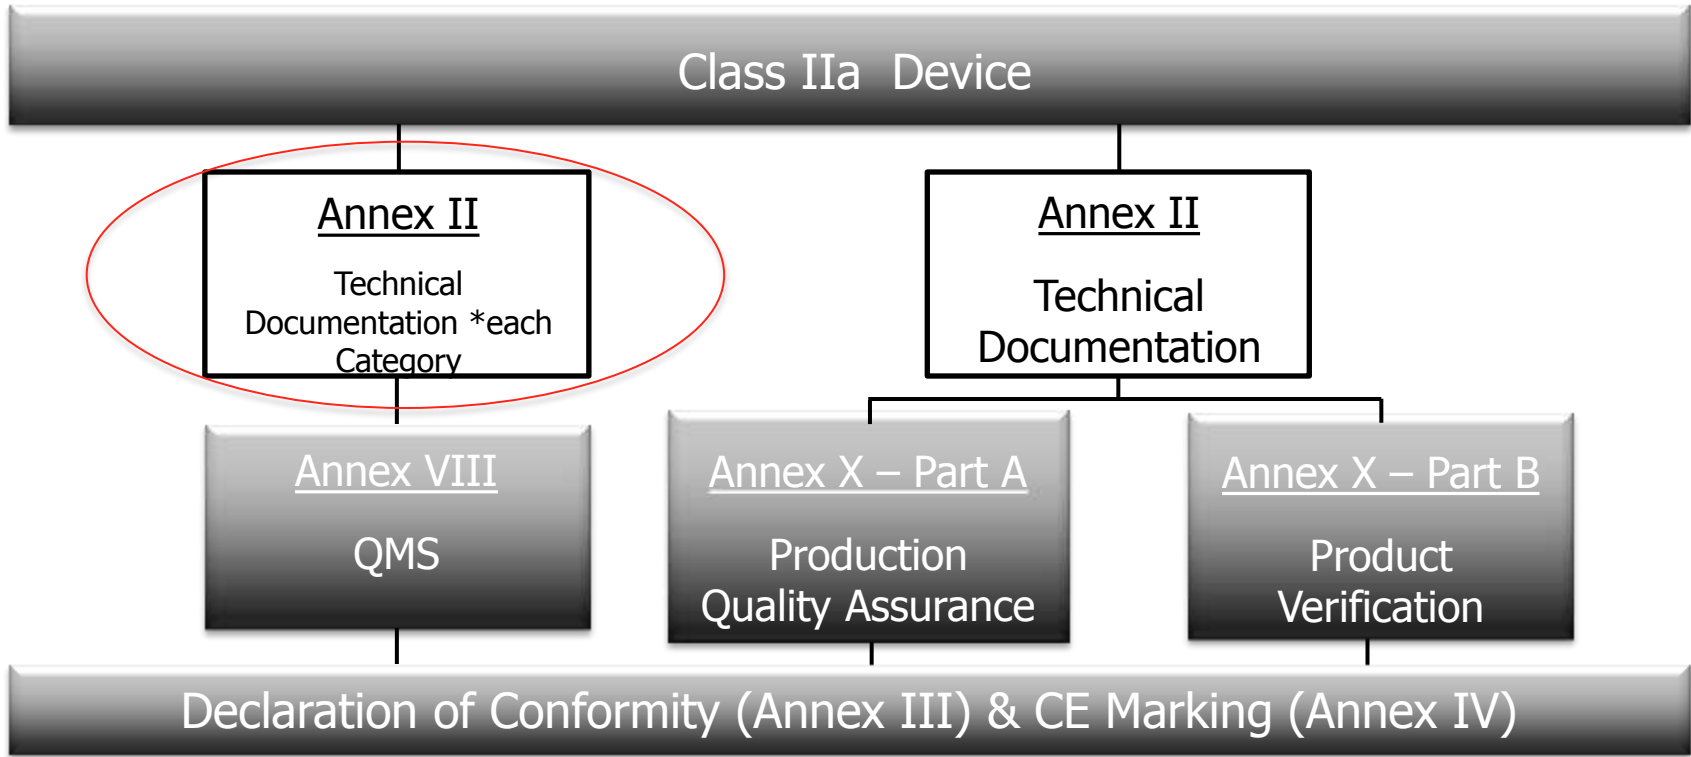 Class IIa Device
Annex II
Technical
Documentation *each
Category
Annex II
Technical
Documentation
Annex VIII
QMS
Annex X – Part A
Production
Quality Assurance
Annex X – Part B
Product
Verification
Declaration of Conformity (Annex III) & CE Marking (Annex IV)